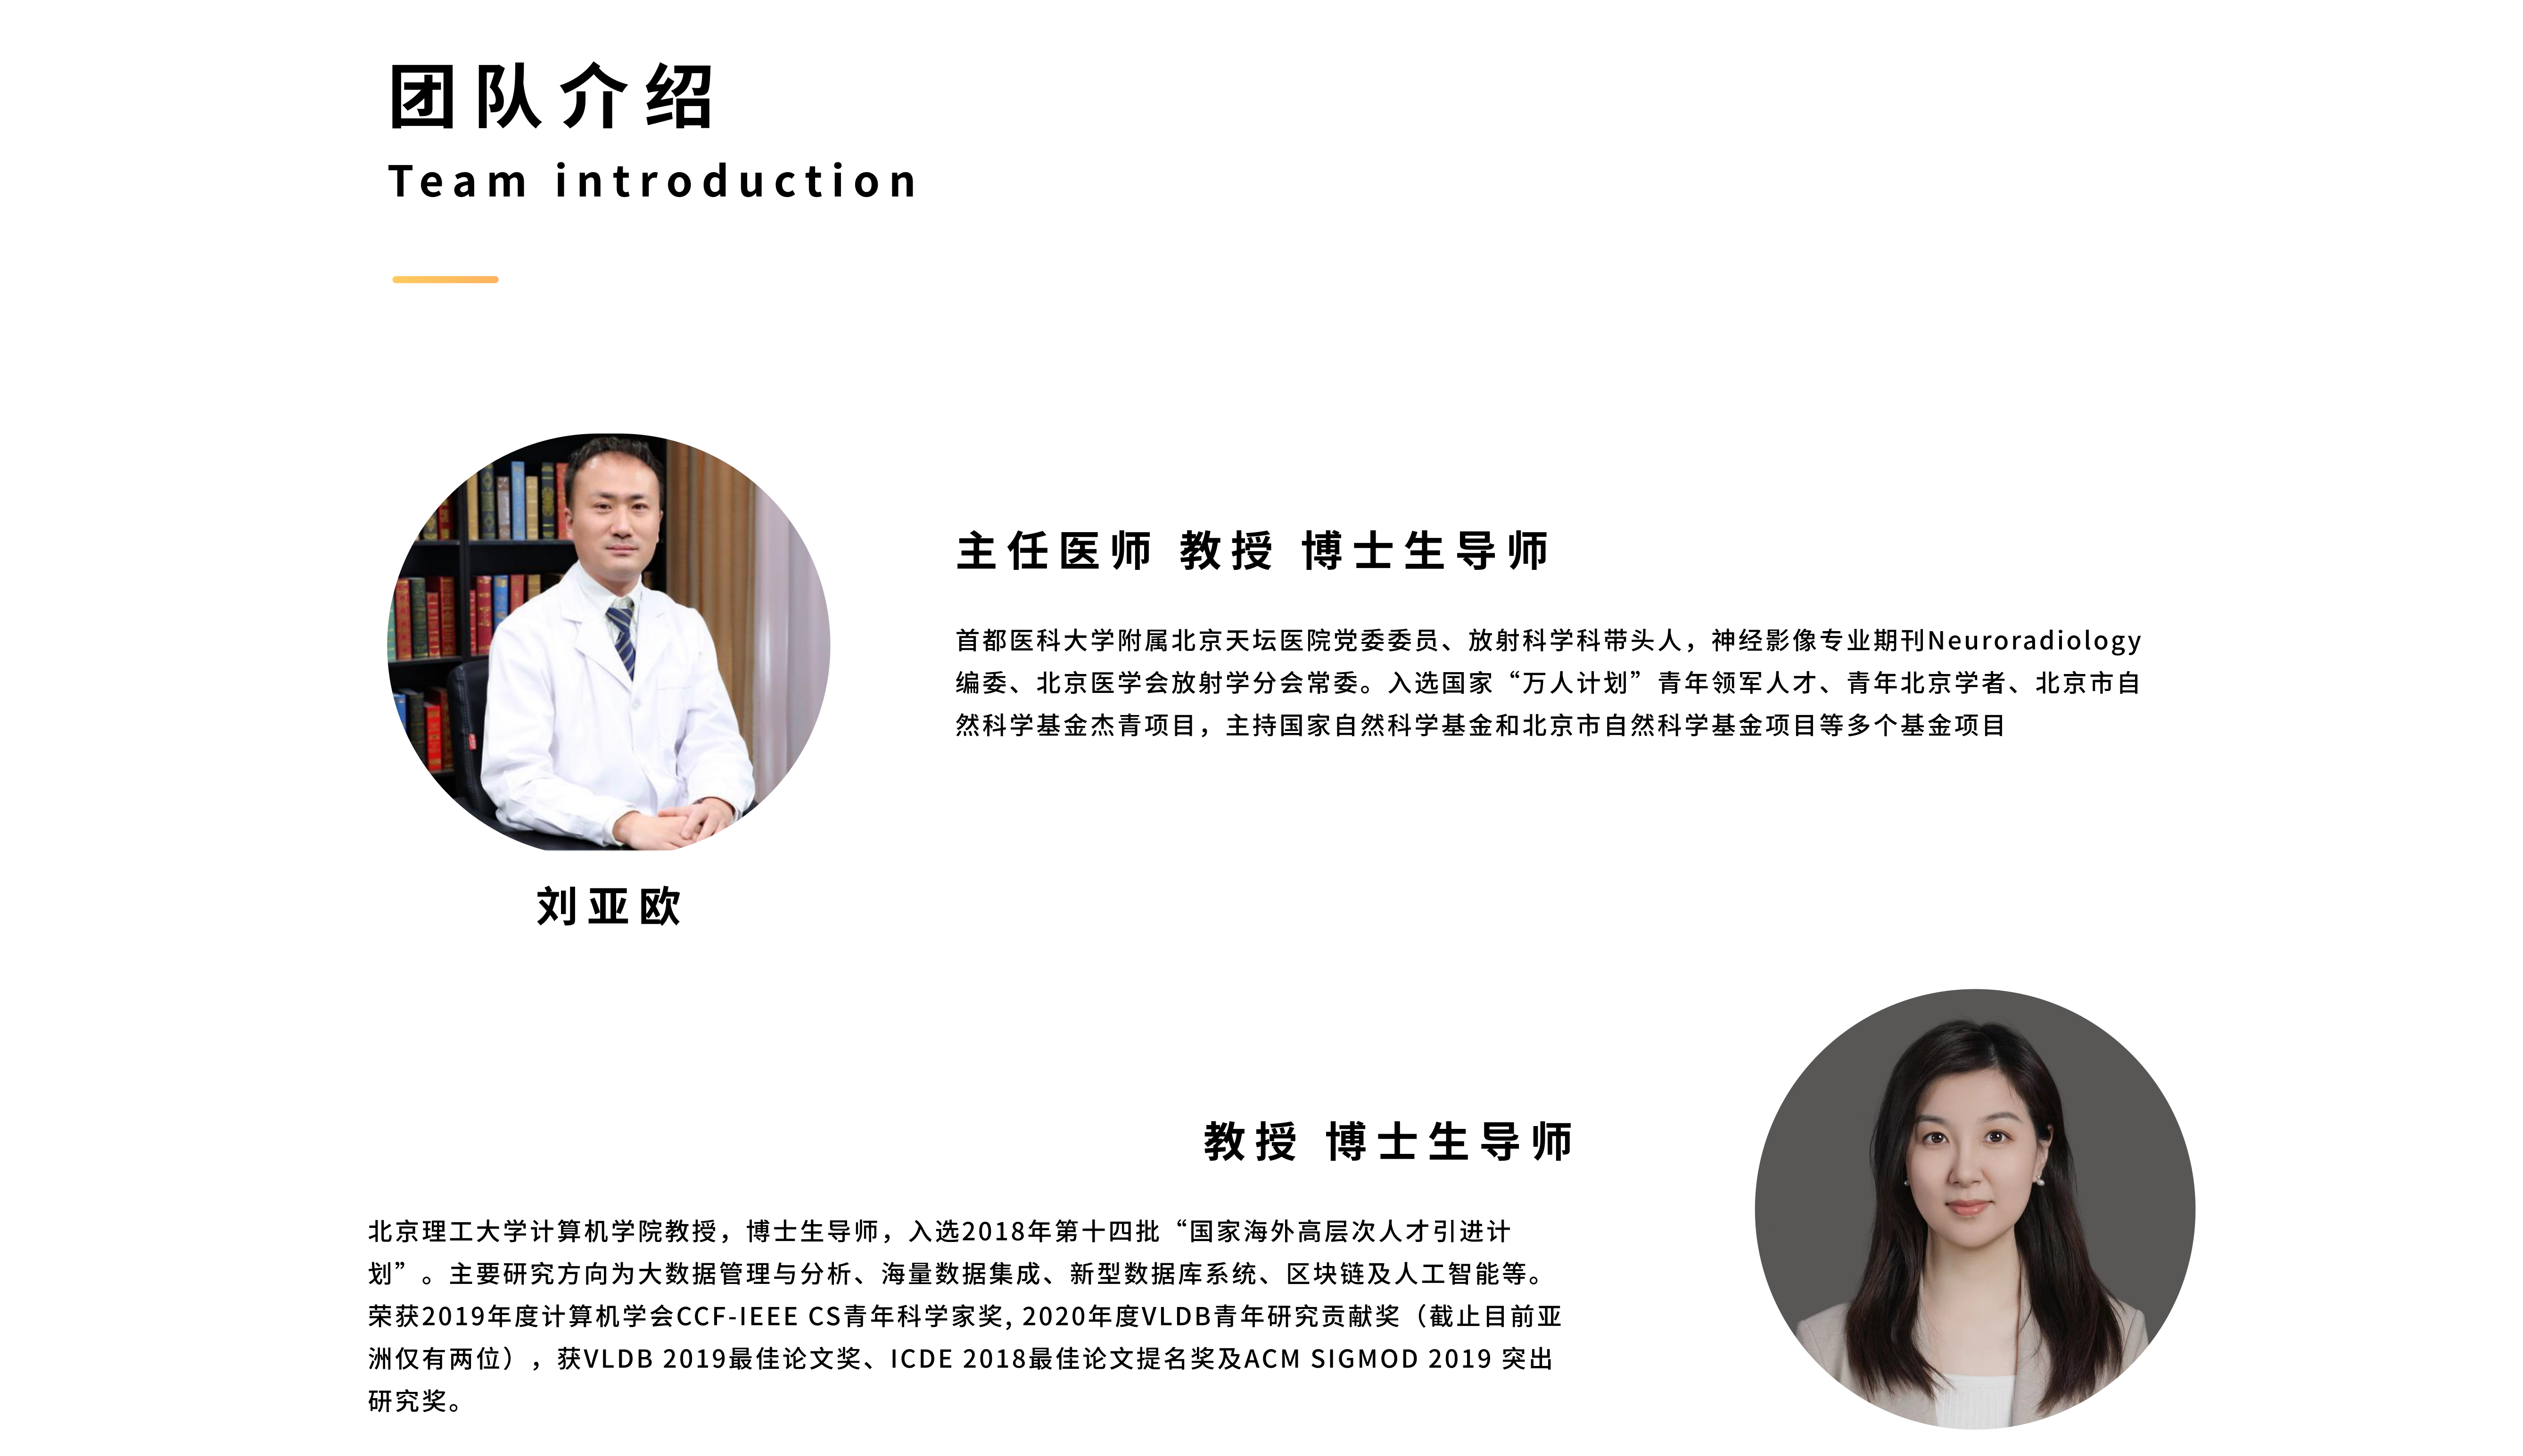 团队介绍
Team introduction
主任医师 教授 博士生导师
首都医科大学附属北京天坛医院党委委员、放射科学科带头人，神经影像专业期刊Neuroradiology
编委、北京医学会放射学分会常委。入选国家“万人计划”青年领军人才、青年北京学者、北京市自
然科学基金杰青项目，主持国家自然科学基金和北京市自然科学基金项目等多个基金项目
刘亚欧
教授 博士生导师
北京理工大学计算机学院教授，博士生导师，入选2018年第十四批“国家海外高层次人才引进计
划”。主要研究方向为大数据管理与分析、海量数据集成、新型数据库系统、区块链及人工智能等。
荣获2019年度计算机学会CCF-IEEE CS青年科学家奖, 2020年度VLDB青年研究贡献奖（截止目前亚
洲仅有两位），获VLDB 2019最佳论文奖、ICDE 2018最佳论文提名奖及ACM SIGMOD 2019 突出
研究奖。